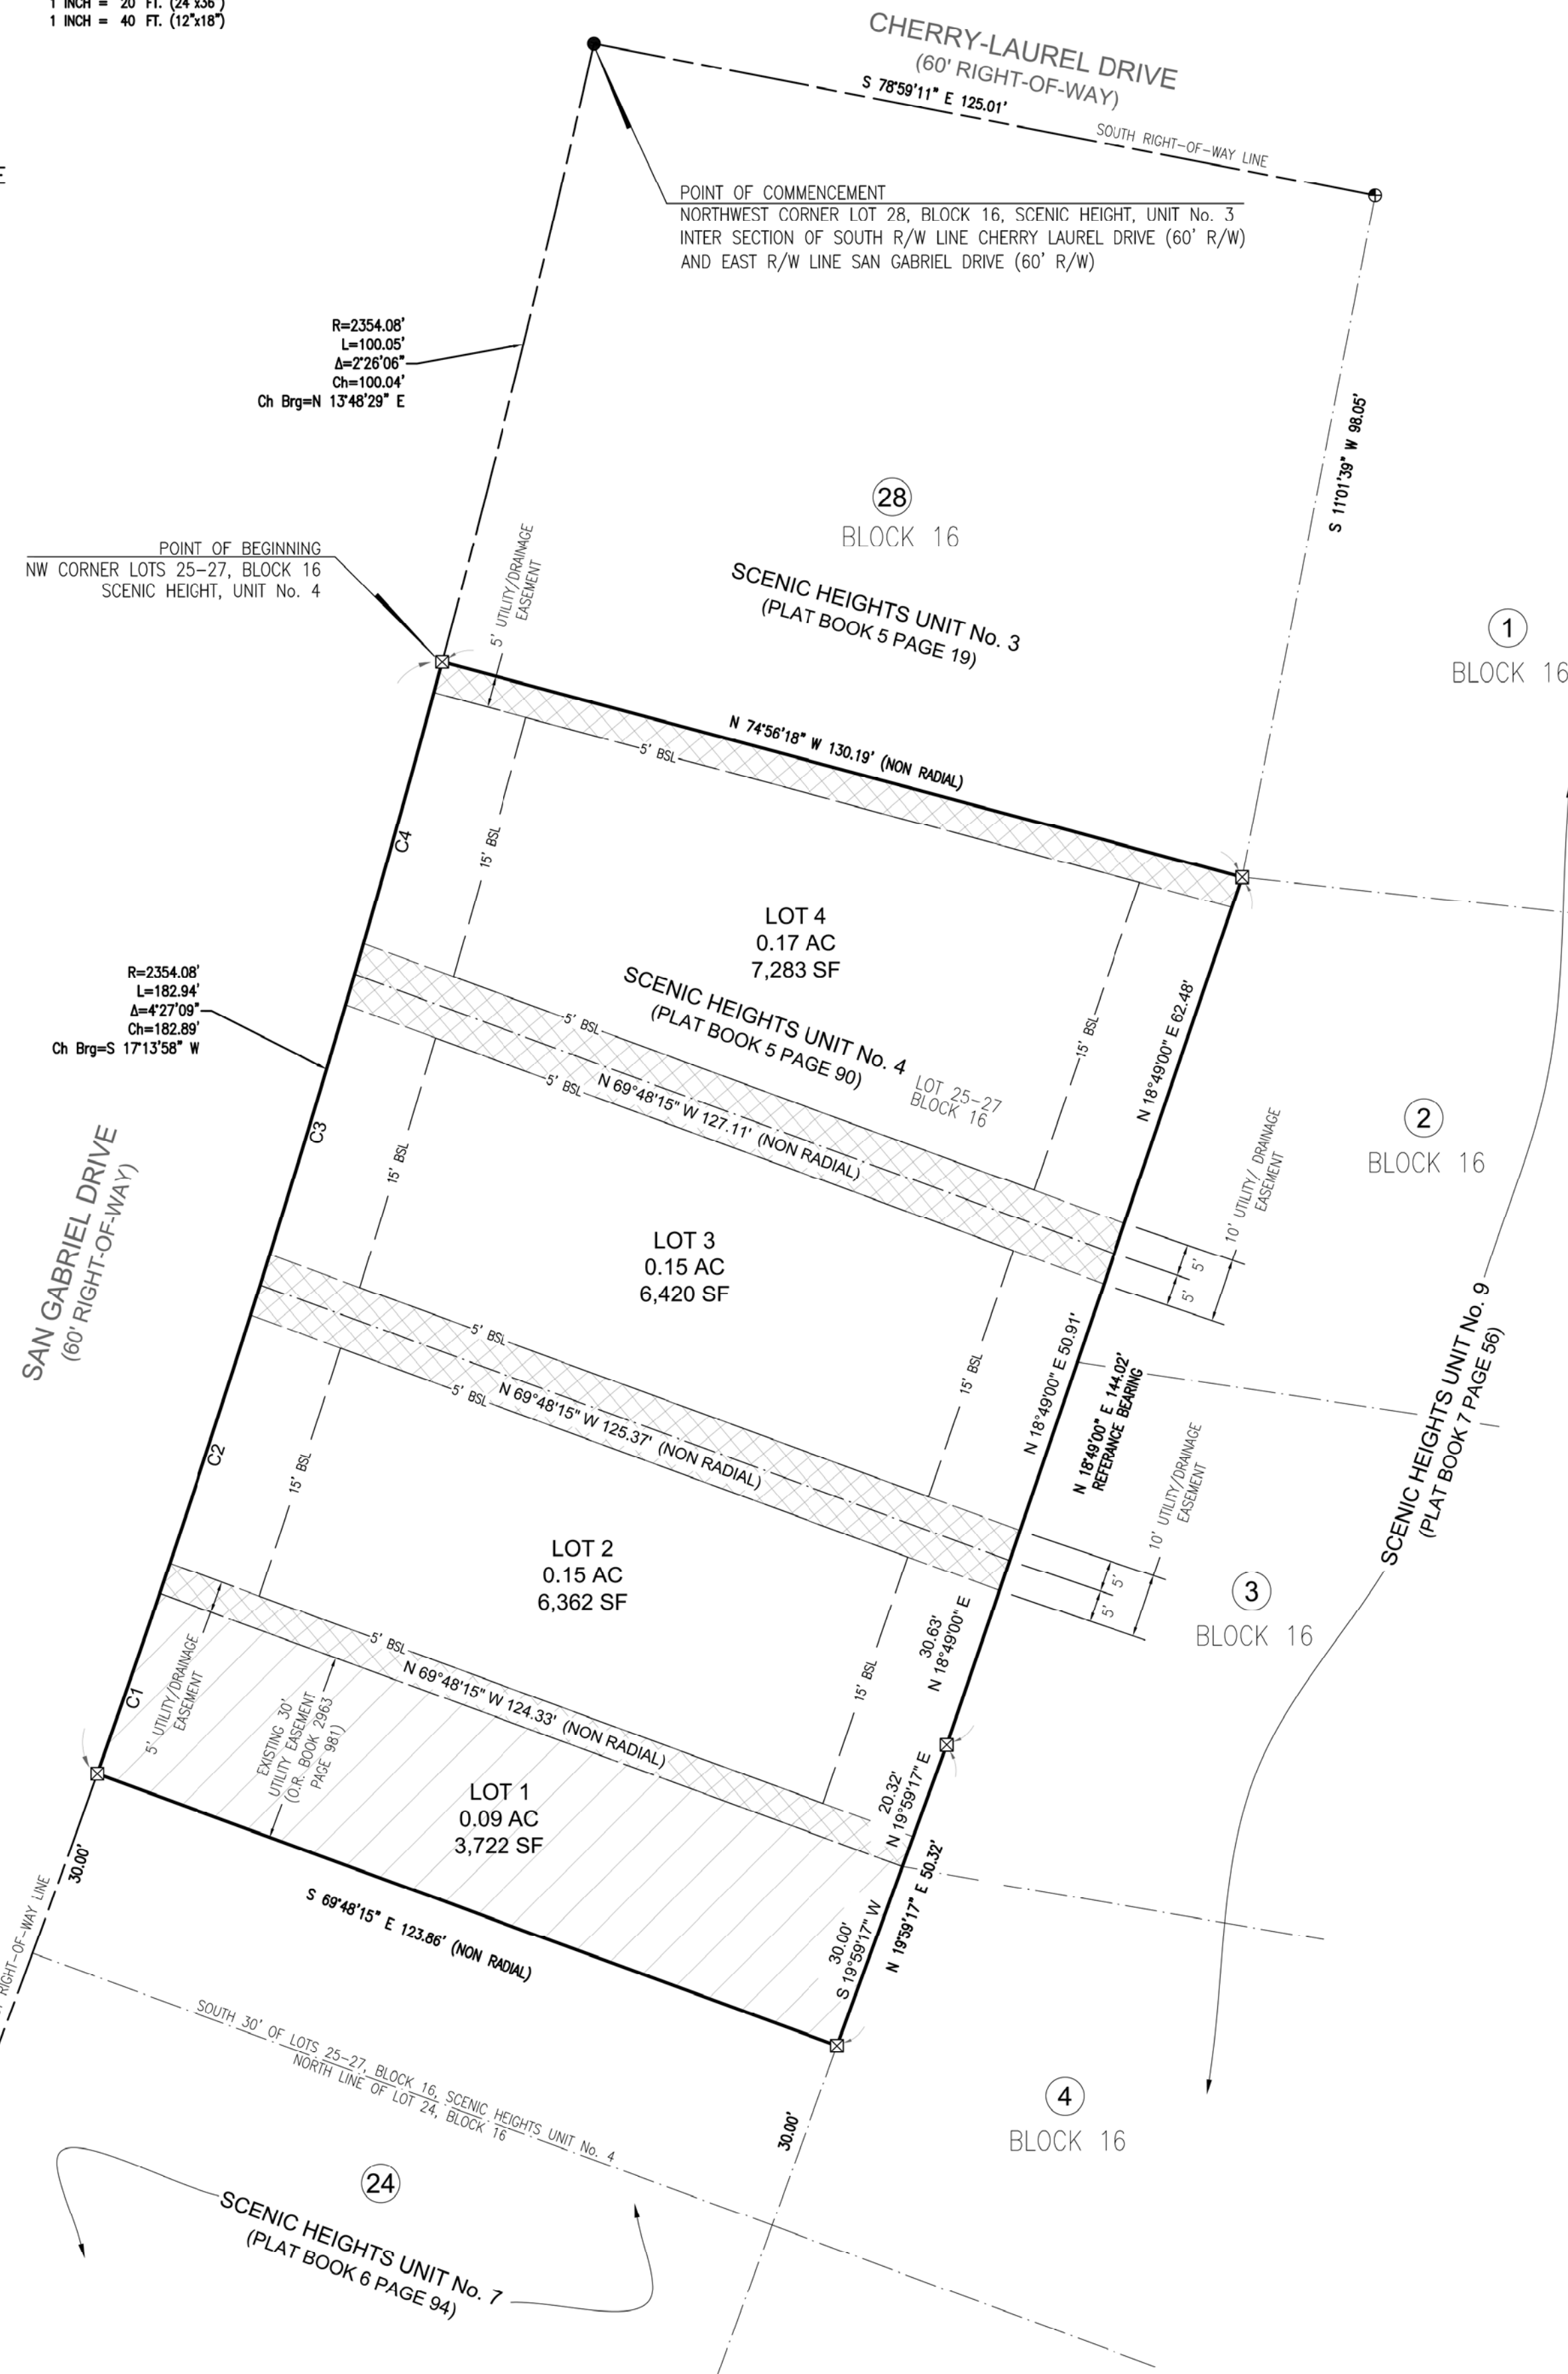 1 INCH = 20 FT. (24"x36")
1 INCH = 40 FT. (12"x18")
CHERRY-LAUREL DRIVE
(60' RIGHT-OF-WAY)
S 78°59'11" E 125.01'
SOUTH RIGHT-OF-WAY LINE
POINT OF COMMENCEMENT
NORTHWEST CORNER LOT 28, BLOCK 16, SCENIC HEIGHT, UNIT No. 3
INTER SECTION OF SOUTH R/W LINE CHERRY LAUREL DRIVE (60' R/W)
AND EAST R/W LINE SAN GABRIEL DRIVE (60' R/W)
R=2354.08'
L=100.05'
Δ=2°26'06"
Ch=100.04'
Ch Brg=N 13°48'29" E
S 11°01'39" W 98.05'
28
BLOCK 16
SCENIC HEIGHTS UNIT No. 3
(PLAT BOOK 5 PAGE 19)
POINT OF BEGINNING
NW CORNER LOTS 25-27, BLOCK 16
SCENIC HEIGHT, UNIT No. 4
5' UTILITY/DRAINAGE
EASEMENT
1
BLOCK 16
N 74°56'18" W 130.19' (NON RADIAL)
5' BSL
C4
15' BSL
LOT 4
0.17 AC
7,283 SF
SCENIC HEIGHTS UNIT No. 4
(PLAT BOOK 5 PAGE 90)
LOT 25-27
BLOCK 16
15' BSL
N 18°49'00" E 62.48'
R=2354.08'
L=182.94'
Δ=4°27'09"
Ch=182.89'
Ch Brg=S 17°13'58" W
5' BSL
N 69°48'15" W 127.11' (NON RADIAL)
5' BSL
2
BLOCK 16
10' UTILITY/ DRAINAGE
EASEMENT
5'
5'
SAN GABRIEL DRIVE
(60' RIGHT-OF-WAY)
C3
15' BSL
LOT 3
0.15 AC
6,420 SF
15' BSL
N 18°49'00" E 50.91'
N 18°49'00" E 144.02'
REFERANCE BEARING
SCENIC HEIGHTS UNIT No. 9
(PLAT BOOK 7 PAGE 56)
5' BSL
N 69°48'15" W 125.37' (NON RADIAL)
5' BSL
10' UTILITY/DRAINAGE
EASEMENT
5'
5'
C2
15' BSL
LOT 2
0.15 AC
6,362 SF
15' BSL
30.63'
N 18°49'00" E
3
BLOCK 16
5' BSL
N 69°48'15" W 124.33' (NON RADIAL)
C1
5' UTILITY/DRAINAGE
EASEMENT
EXISTING 30'
UTILITY EASEMENT
(O.R. BOOK 2963
PAGE 981)
LOT 1
0.09 AC
3,722 SF
20.32'
N 19°59'17" E
N 19°59'17" E 50.32'
30.00'
S 19°59'17" W
30.00'
RIGHT-OF-WAY LINE
S 69°48'15" E 123.86' (NON RADIAL)
SOUTH 30' OF LOTS 25-27, BLOCK 16, SCENIC HEIGHTS UNIT No. 4
NORTH LINE OF LOT 24, BLOCK 16
30.00'
4
BLOCK 16
24
SCENIC HEIGHTS UNIT No. 7
(PLAT BOOK 6 PAGE 94)